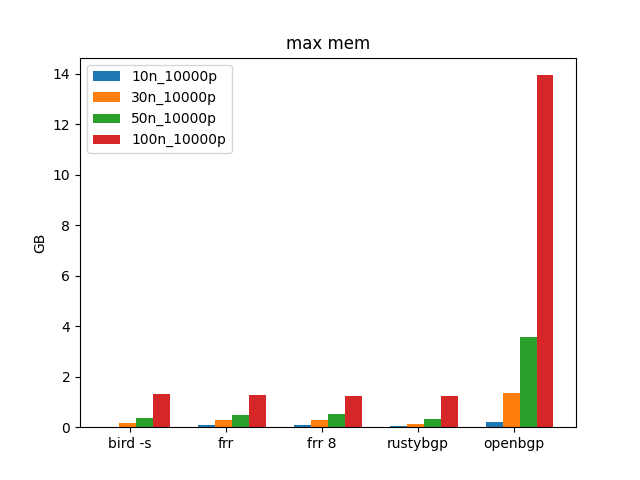 max mem
10n_10000p
30n_10000p
50n_10000p
100n_10000p
GB
14
12
10
8
6
4
2
0
bird -s
frr
frr 8
rustybgp
openbgp